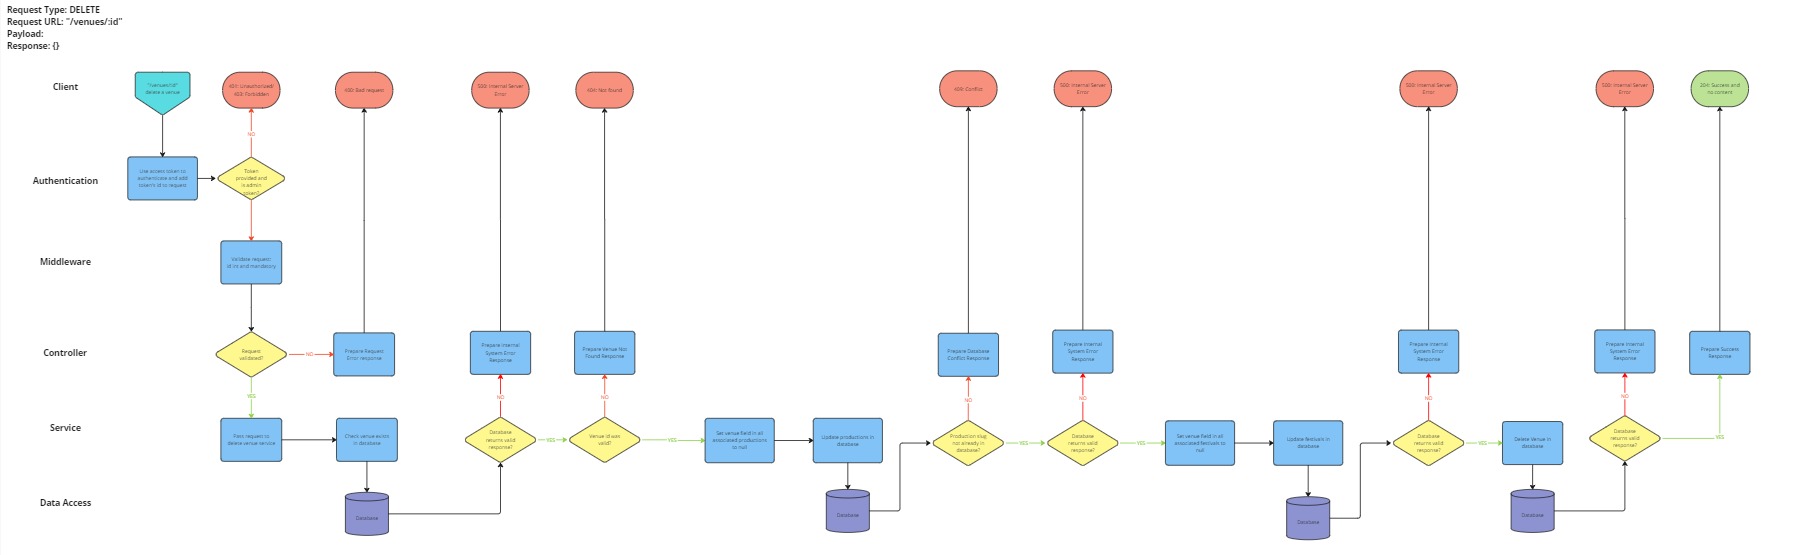 Request Type: DELETE
Request URL: "/venues/:id"
Payload:
Response: {}
Client
"/venues/:id"
delete a venue
401: Unauthorized/
403: Forbidden
400: Bad request
500: Internal Server
Error
404: Not found
409: Conflict
500: Internal Server
Error
500: Internal Server
Error
500: Internal Server
Error
204: Success and
no content
NO
Authentication
Use access token to
authenticate and add
token's id to request
Token
provided and
is admin
token?
Middleware
Validate request:
id int and mandatory
Controller
Request
validated?
NO
Prepare Request
Error response
Prepare Internal
System Error
Response
Prepare Venue Not
Found Response
Prepare Database
Conflict Response
Prepare Internal
System Error
Response
Prepare Internal
System Error
Response
Prepare Internal
System Error
Response
Prepare Success
Response
YES
NO
NO
NO
NO
NO
NO
Service
Pass request to
delete venue service
Check venue exists
in database
Database
returns valid
response?
YES
Venue id was
valid?
YES
Set venue field in all
associated productions
to null
Update productions in
database
Production slug
not already in
database?
YES
Database
returns valid
response?
YES
Set venue field in all
associated festivals to
null
Update festivals in
database
Database
returns valid
response?
YES
Delete Venue in
database
Database
returns valid
response?
YES
Data Access
Database
Database
Database
Database